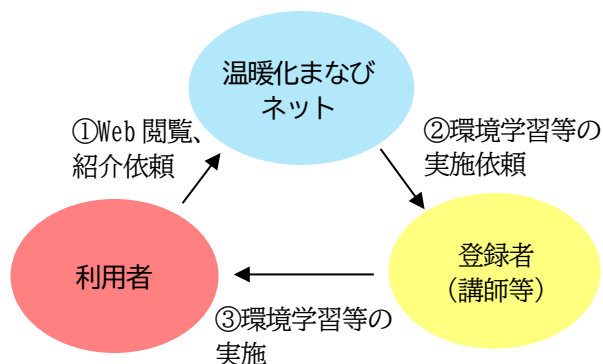 温暖化まなび
ネット
①Web 閲覧、
紹介依頼
②環境学習等の
実施依頼
利用者
登録者
（講師等）
③環境学習等の
実施